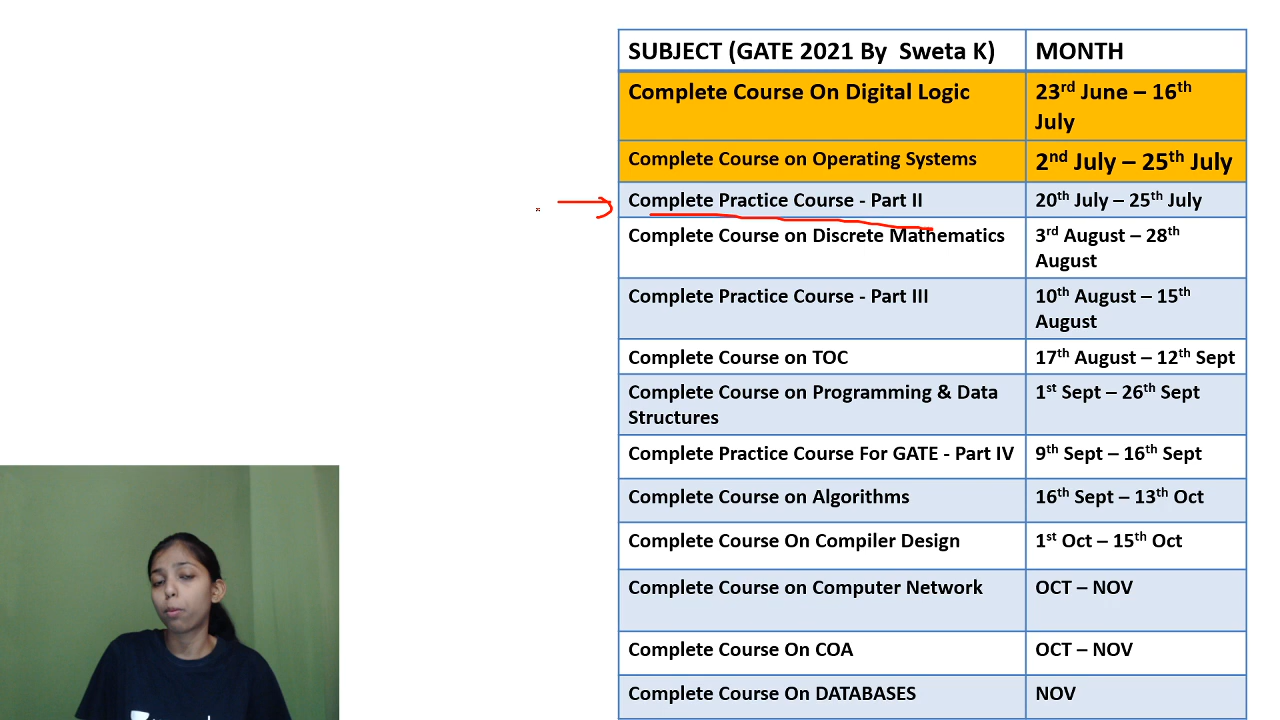 SUBJECT (GATE 2021 By Sweta K) MONTH
Complete Course On Digital Logic 23rd June – 16th
July
Complete Course on Operating Systems 2nd July – 25th July
Complete Practice Course - Part II 20th July – 25th July
Complete Course on Discrete Mathematics 3rd August – 28th
August
Complete Practice Course - Part III 10th August – 15th
August
Complete Course on TOC 17th August – 12th Sept
Complete Course on Programming & Data 1st Sept – 26th Sept
Structures
Complete Practice Course For GATE - Part IV 9th Sept – 16th Sept
Complete Course on Algorithms 16th Sept – 13th Oct
Complete Course On Compiler Design 1st Oct – 15th Oct
Complete Course on Computer Network OCT – NOV
Complete Course On COA OCT – NOV
Complete Course On DATABASES NOV